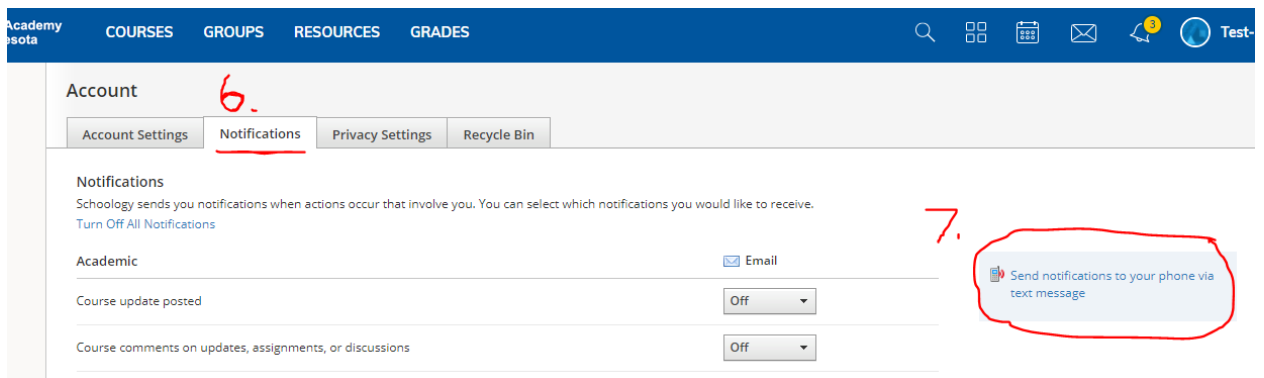 Academy
esota
COURSES GROUPS RESOURCES GRADES
3
Test-
Account
6.
Account Settings Notifications Privacy Settings Recycle Bin
Notifications
Schoology sends you notifications when actions occur that involve you. You can select which notifications you would like to receive.
Turn Off All Notifications
7.
Academic Email
Send notifications to your phone via
text message
Course update posted Off
Course comments on updates, assignments, or discussions Off